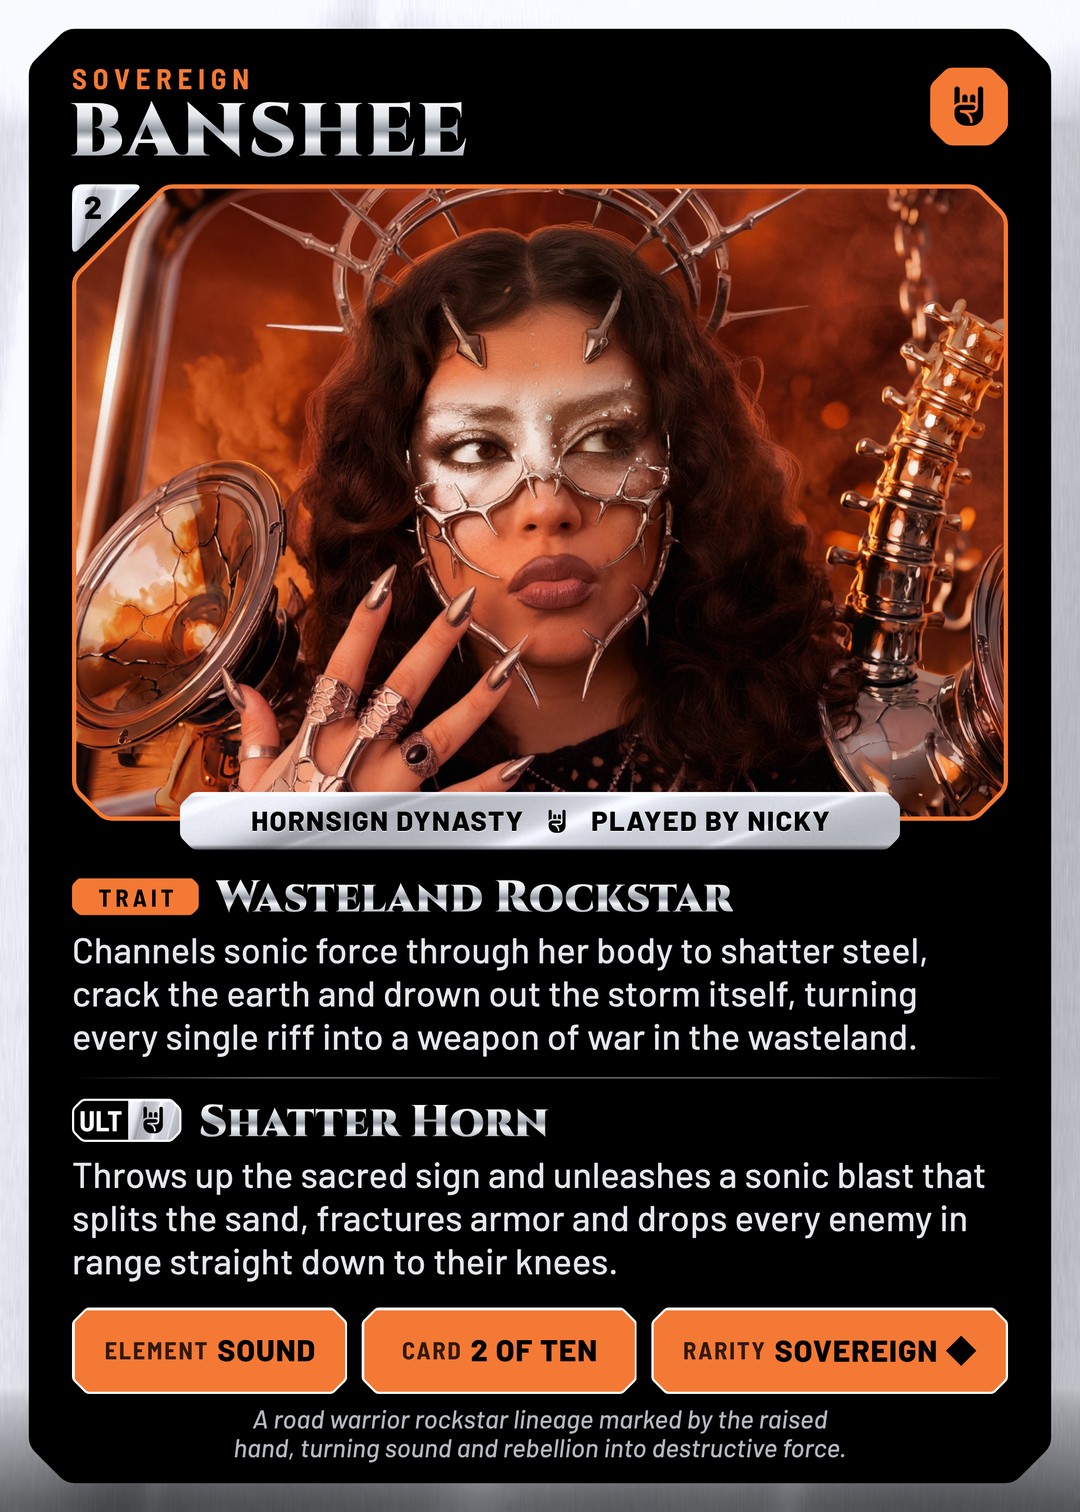 SOVEREIGN
BANSHEE
2
HORNSIGN DYNASTY PLAYED BY NICKY
TRAIT WASTELAND ROCKSTAR
Channels sonic force through her body to shatter steel,
crack the earth and drown out the storm itself, turning
every single riff into a weapon of war in the wasteland.
ULT SHATTER HORN
Throws up the sacred sign and unleashes a sonic blast that
splits the sand, fractures armor and drops every enemy in
range straight down to their knees.
ELEMENT SOUND CARD 2 OF TEN RARITY SOVEREIGN
A road warrior rockstar lineage marked by the raised
hand, turning sound and rebellion into destructive force.